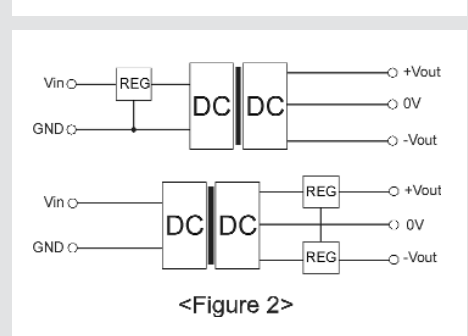 Vin REG DC DC +Vout
0V
GND -Vout
Vin DC DC REG +Vout
0V
GND REG -Vout
<Figure 2>